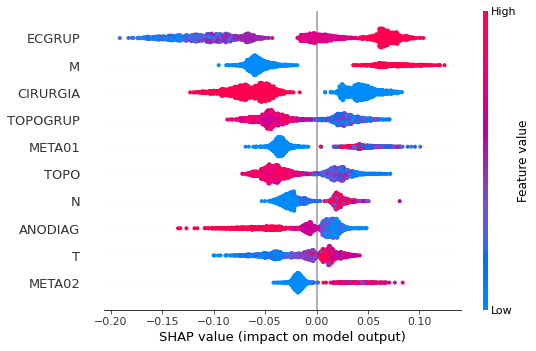 High
ECGRUP
M
CIRURGIA
TOPOGRUP
META01
TOPO
N
ANODIAG
T
META02
Feature value
Low
−0.20 −0.15 −0.10 −0.05 0.00 0.05 0.10
SHAP value (impact on model output)